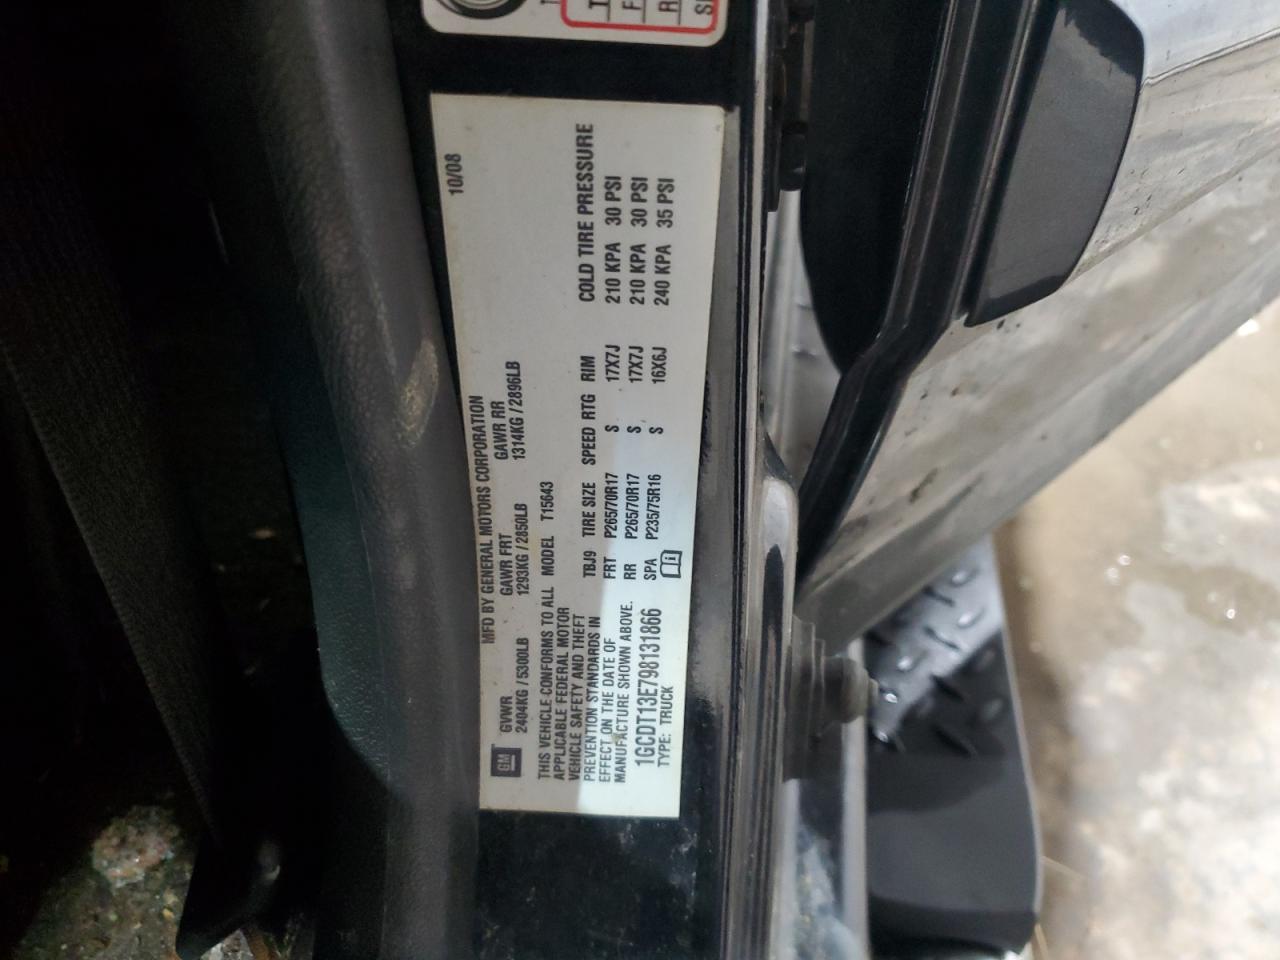 10/08
MFD BY GENERAL MOTORS CORPORATION
GM
GVWR GAWR FRT GAWR RR
2404KG / 5300LB 1293KG / 2850LB 1314KG / 2896LB
THIS VEHICLE CONFORMS TO ALL
APPLICABLE FEDERAL MOTOR
VEHICLE SAFETY AND THEFT
PREVENTION STANDARDS IN
EFFECT ON THE DATE OF
MANUFACTURE SHOWN ABOVE.
1GCDT13E798131866
TYPE: TRUCK
MODEL T15643
TBJ9 TIRE SIZE SPEED RTG RIM COLD TIRE PRESSURE
FRT P265/70R17 S 17X7J 210 KPA 30 PSI
RR P265/70R17 S 17X7J 210 KPA 30 PSI
SPA P235/75R16 S 16X6J 240 KPA 35 PSI